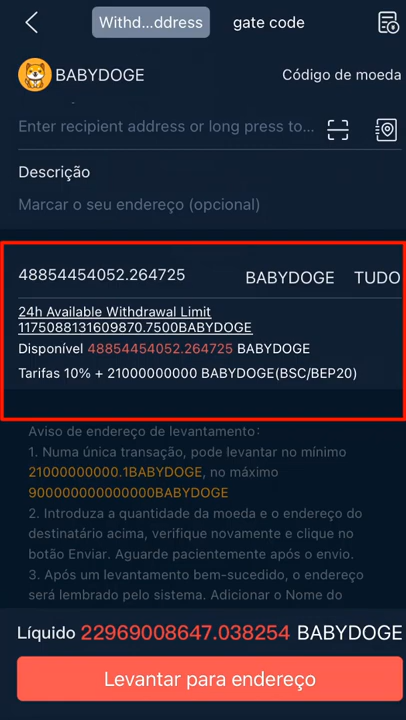 Withd...ddress
gate code
BABYDOGE
Código de moeda
Enter recipient address or long press to...
Descrição
Marcar o seu endereço (opcional)
48854454052.264725 BABYDOGE TUDO
24h Available Withdrawal Limit
1175088131609870.7500BABYDOGE
Disponível 48854454052.264725 BABYDOGE
Tarifas 10% + 21000000000 BABYDOGE(BSC/BEP20)
Aviso de endereço de levantamento:
1. Numa única transação, pode levantar no mínimo
21000000000.1BABYDOGE, no máximo
900000000000000BABYDOGE
2. Introduza a quantidade da moeda e o endereço do
destinatário acima, verifique novamente e clique no
botão Enviar. Aguarde pacientemente após o envio.
3. Após um levantamento bem-sucedido, o endereço
será lembrado pelo sistema. Adicionar o Nome do
Líquido 22969008647.038254 BABYDOGE
Levantar para endereço